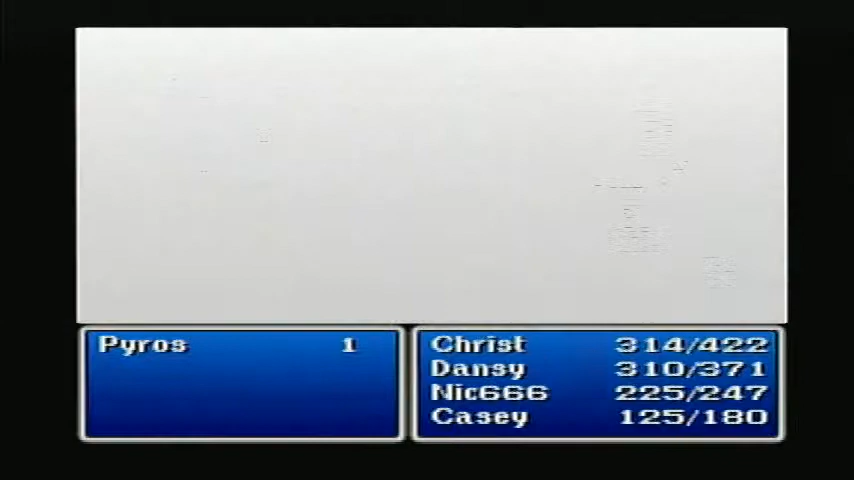 Pyros 1
Christ 314/422
Dansy 310/371
Nic666 225/247
Casey 125/180